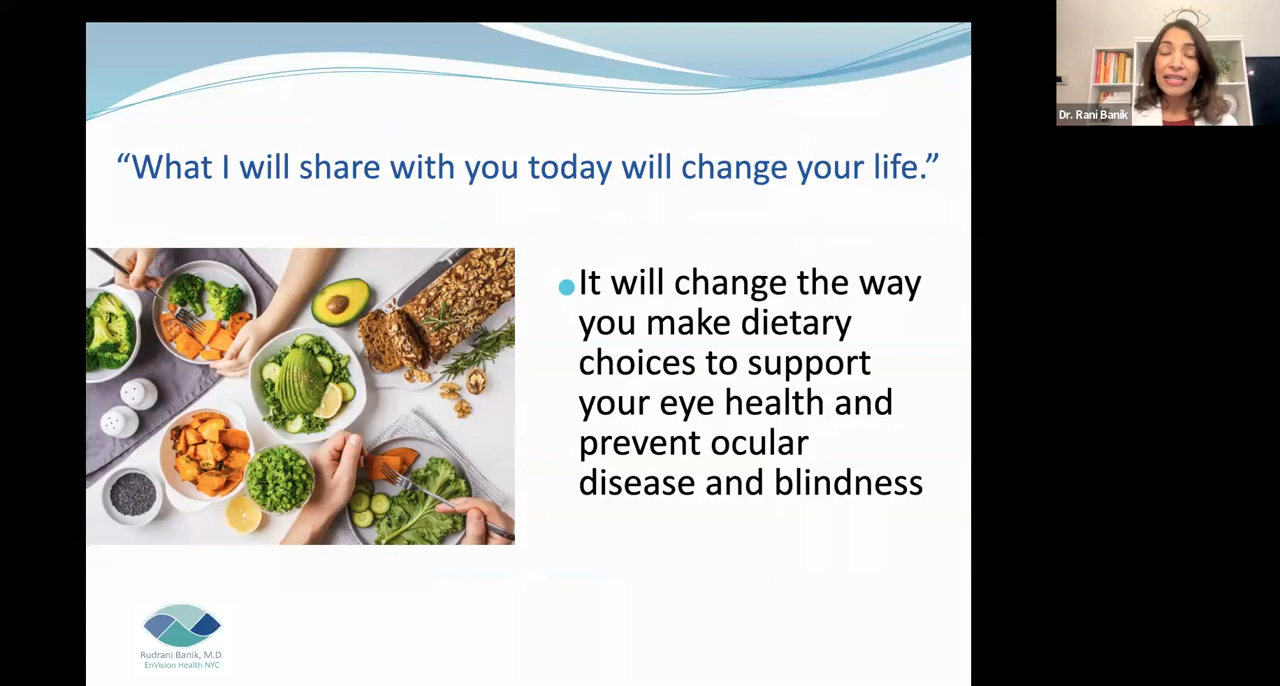 “What I will share with you today will change your life.”
It will change the way
you make dietary
choices to support
your eye health and
prevent ocular
disease and blindness
Rudrani Banik, M.D.
EnVision Health NYC
Dr. Rani Banik